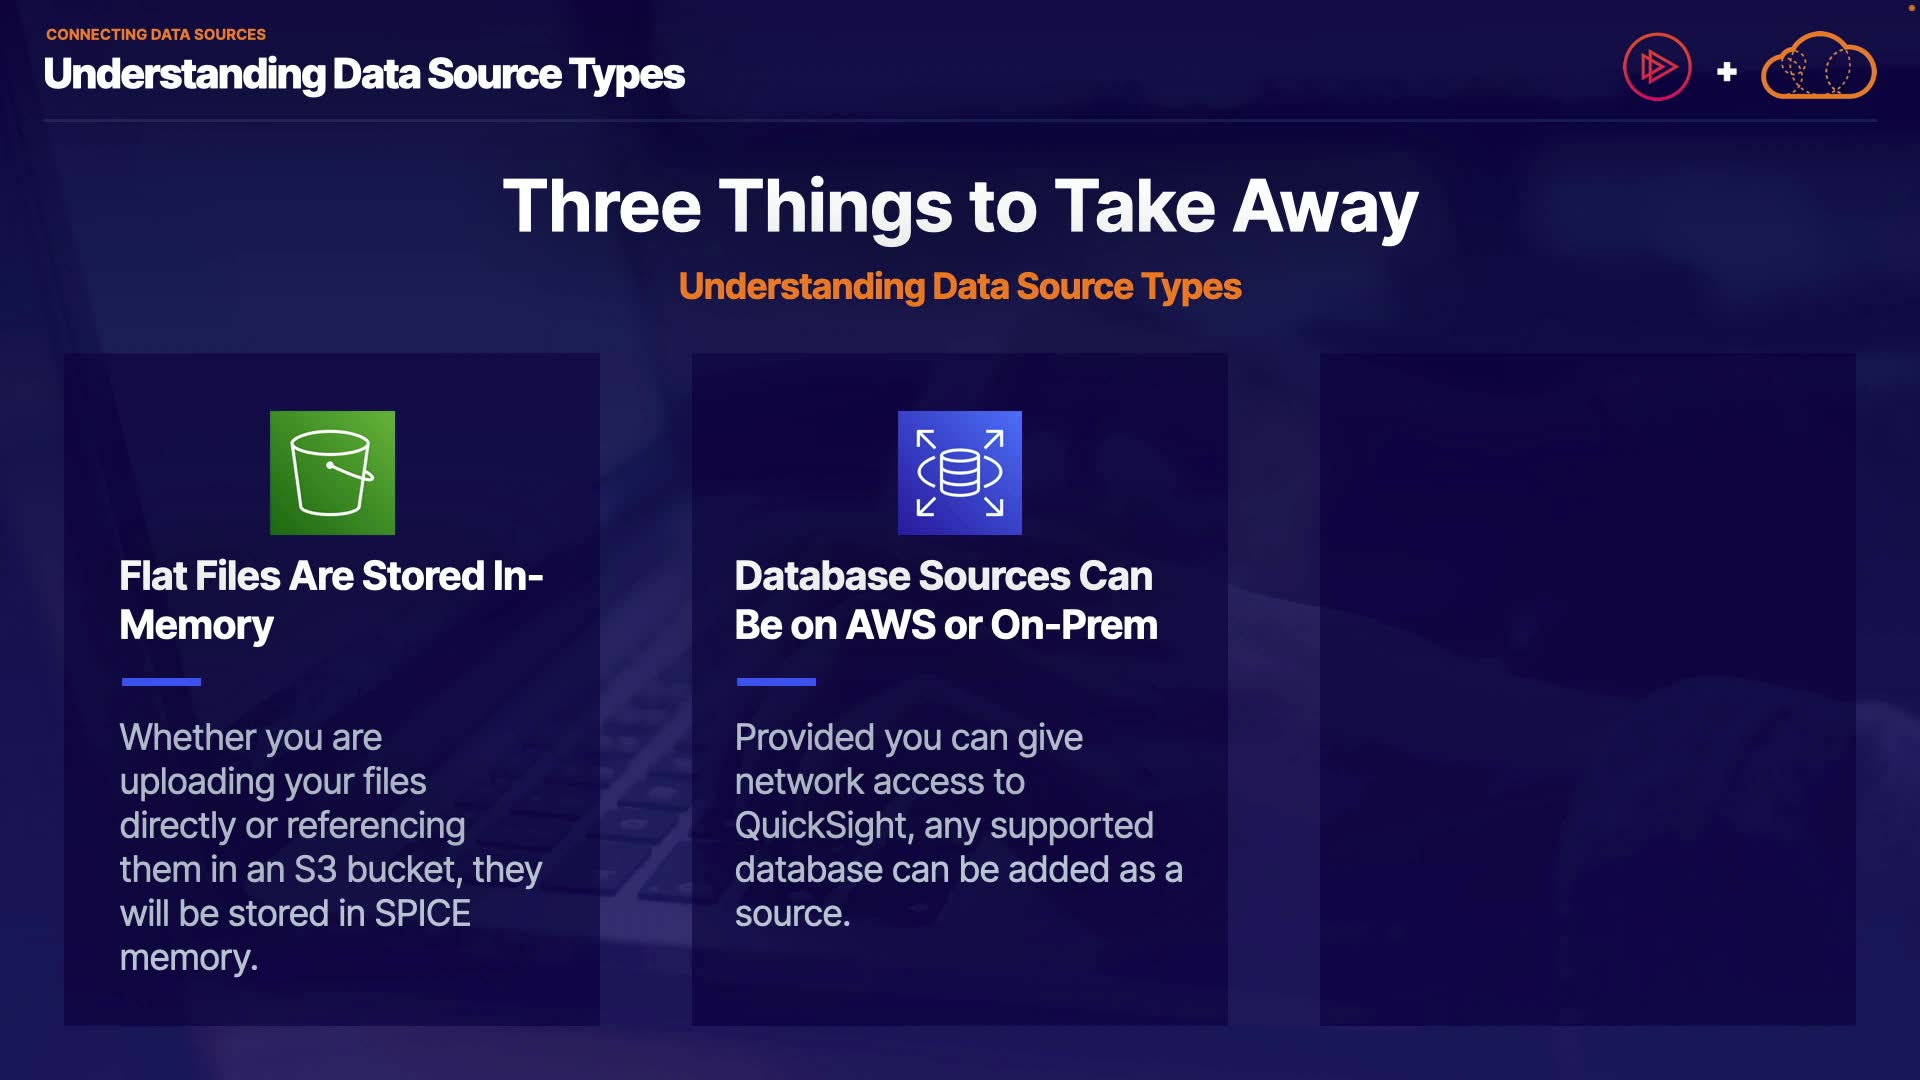 CONNECTING DATA SOURCES
Understanding Data Source Types
+
Three Things to Take Away
Understanding Data Source Types
Flat Files Are Stored In-
Memory
Whether you are
uploading your files
directly or referencing
them in an S3 bucket, they
will be stored in SPICE
memory.
Database Sources Can
Be on AWS or On-Prem
Provided you can give
network access to
QuickSight, any supported
database can be added as a
source.